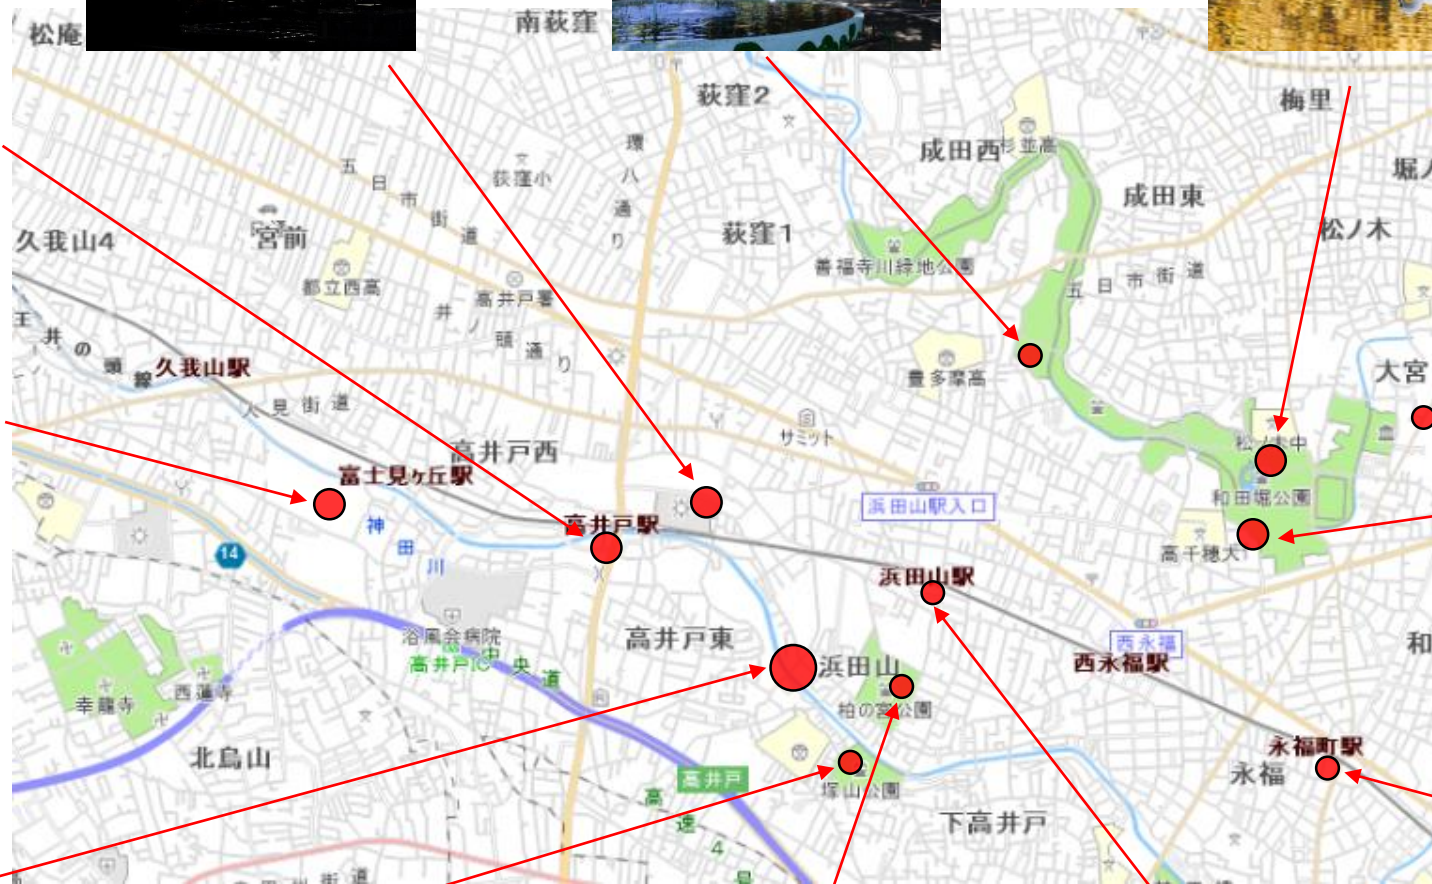 松庵
南荻窪
荻窪2
梅里
成田西
杉並高
環八通り
五日市街道
荻窪小
堀ノ
成田東
松ノ木
久我山4
宮前
荻窪1
善福寺川緑地公園
都立西高
高井戸署
五日市街道
井ノ頭通り
王井の頭線
久我山駅
豊多摩高
大宮
人見街道
サミット
高井戸西
松ノ木中
富士見ヶ丘駅
浜田山駅入口
和田堀公園
高井戸駅
神田川
14
高千穂大
浜田山駅
浴風会病院
高井戸東
西永福
和
高井戸IC
中央道
浜田山
西永福駅
西蓮寺
幸龍寺
柏の宮公園
北烏山
永福町駅
永福
高井戸
塚山公園
高速4号
下高井戸
街道